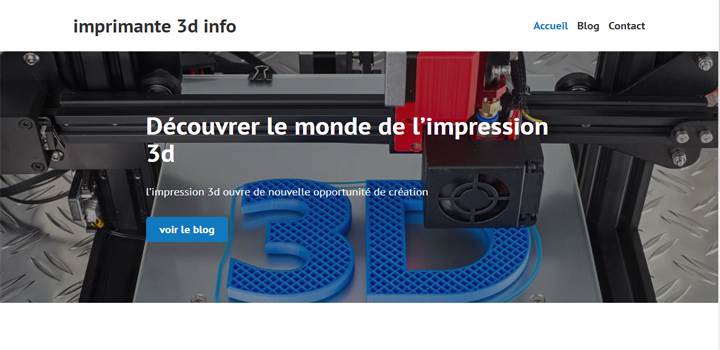 imprimante 3d info
Accueil Blog Contact
Découvrer le monde de l’impression
3d
l’impression 3d ouvre de nouvelle opportunité de création
voir le blog
3D